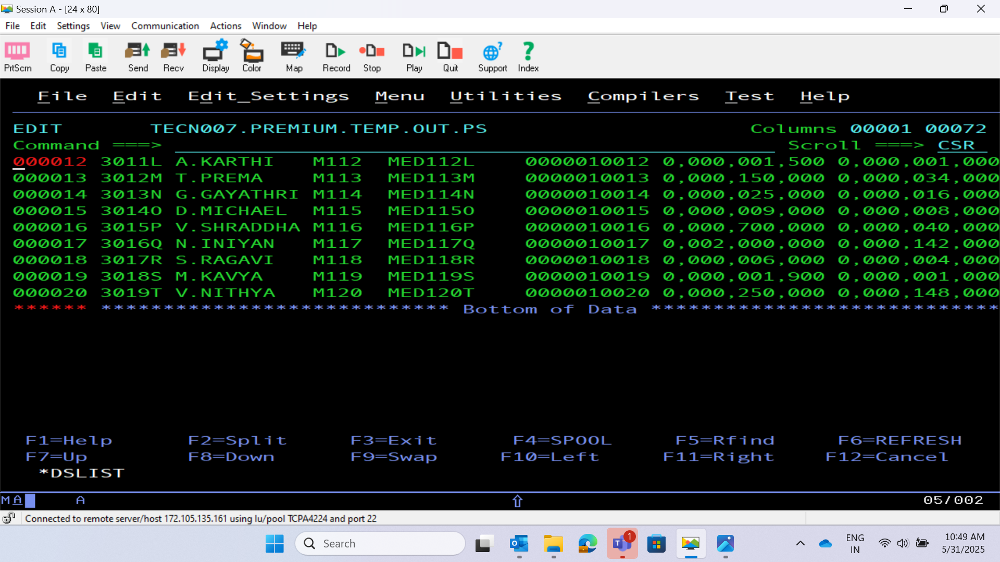 Session A - [24 x 80]
File Edit Settings View Communication Actions Window Help
PrtScrn Copy Paste Send Recv Display Color Map Record Stop Play Quit Support Index
File Edit Edit_Settings Menu Utilities Compilers Test Help
EDIT TECN007.PREMIUM.TEMP.OUT.PS Columns 00001 00072
Command ===> Scroll ===> CSR
000012 3011L A.KARTHI M112 MED112L 0000010012 0,000,001,500 0,000,001,000
000013 3012M T.PREMA M113 MED113M 0000010013 0,000,150,000 0,000,034,000
000014 3013N G.GAYATHRI M114 MED114N 0000010014 0,000,025,000 0,000,016,000
000015 3014O D.MICHAEL M115 MED115O 0000010015 0,000,009,000 0,000,008,000
000016 3015P V.SHRADDHA M116 MED116P 0000010016 0,000,700,000 0,000,040,000
000017 3016Q N.INIYAN M117 MED117Q 0000010017 0,002,000,000 0,000,142,000
000018 3017R S.RAGAVI M118 MED118R 0000010018 0,000,006,000 0,000,004,000
000019 3018S M.KAVYA M119 MED119S 0000010019 0,000,001,900 0,000,001,000
000020 3019T V.NITHYA M120 MED120T 0000010020 0,000,250,000 0,000,148,000
****** **************************** Bottom of Data ****************************
F1=Help F2=Split F3=Exit F4=SPOOL F5=Rfind F6=REFRESH
F7=Up F8=Down F9=Swap F10=Left F11=Right F12=Cancel
*DSLIST
MA A 05/002
Connected to remote server/host 172.105.135.161 using lu/pool TCPA4224 and port 22
Search 1 ENG 10:49 AM
IN 5/31/2025